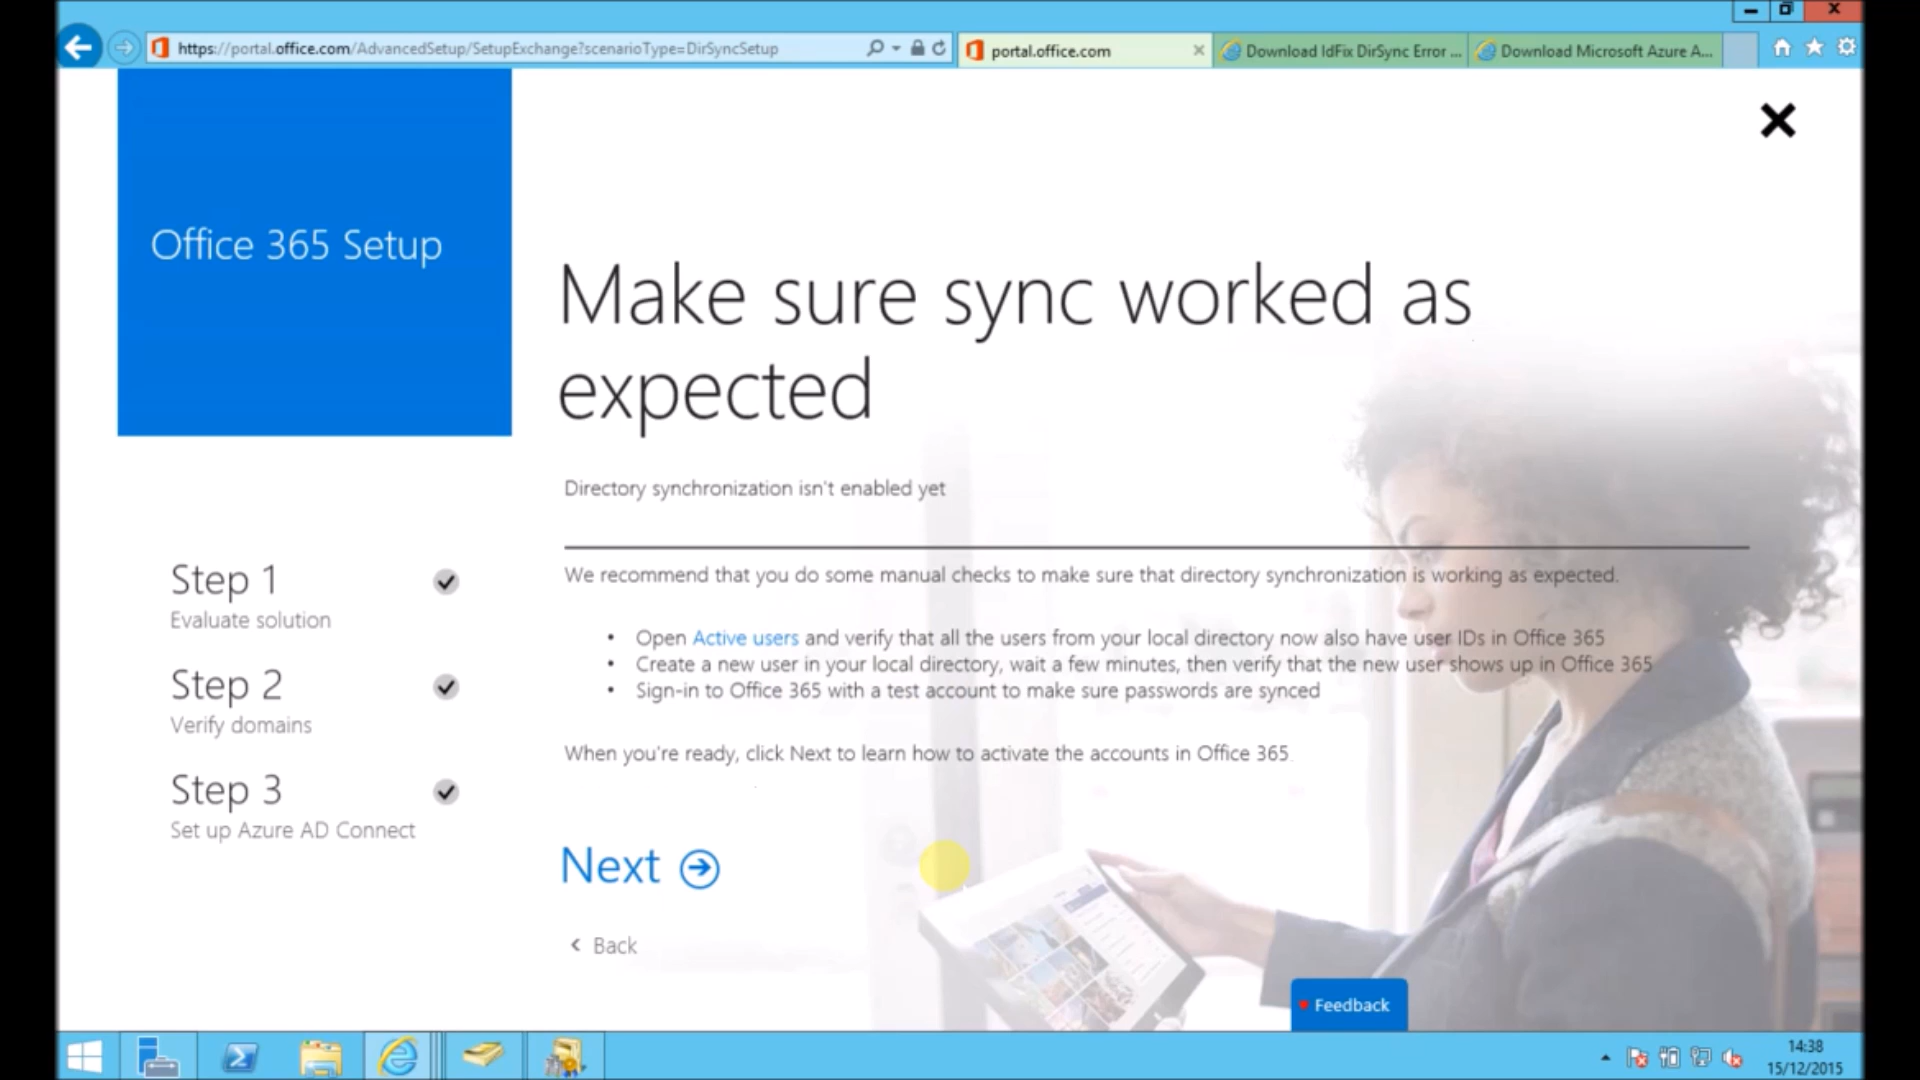 https://portal.office.com/AdvancedSetup/SetupExchange?scenarioType=DirSyncSetup
portal.office.com
Download IdFix DirSync Error ...
Download Microsoft Azure A...
Office 365 Setup
Make sure sync worked as
expected
Directory synchronization isn't enabled yet
We recommend that you do some manual checks to make sure that directory synchronization is working as expected.
• Open Active users and verify that all the users from your local directory now also have user IDs in Office 365
• Create a new user in your local directory, wait a few minutes, then verify that the new user shows up in Office 365
• Sign-in to Office 365 with a test account to make sure passwords are synced
When you're ready, click Next to learn how to activate the accounts in Office 365.
Step 1
Evaluate solution
Step 2
Verify domains
Step 3
Set up Azure AD Connect
Next
< Back
Feedback
14:38
15/12/2015